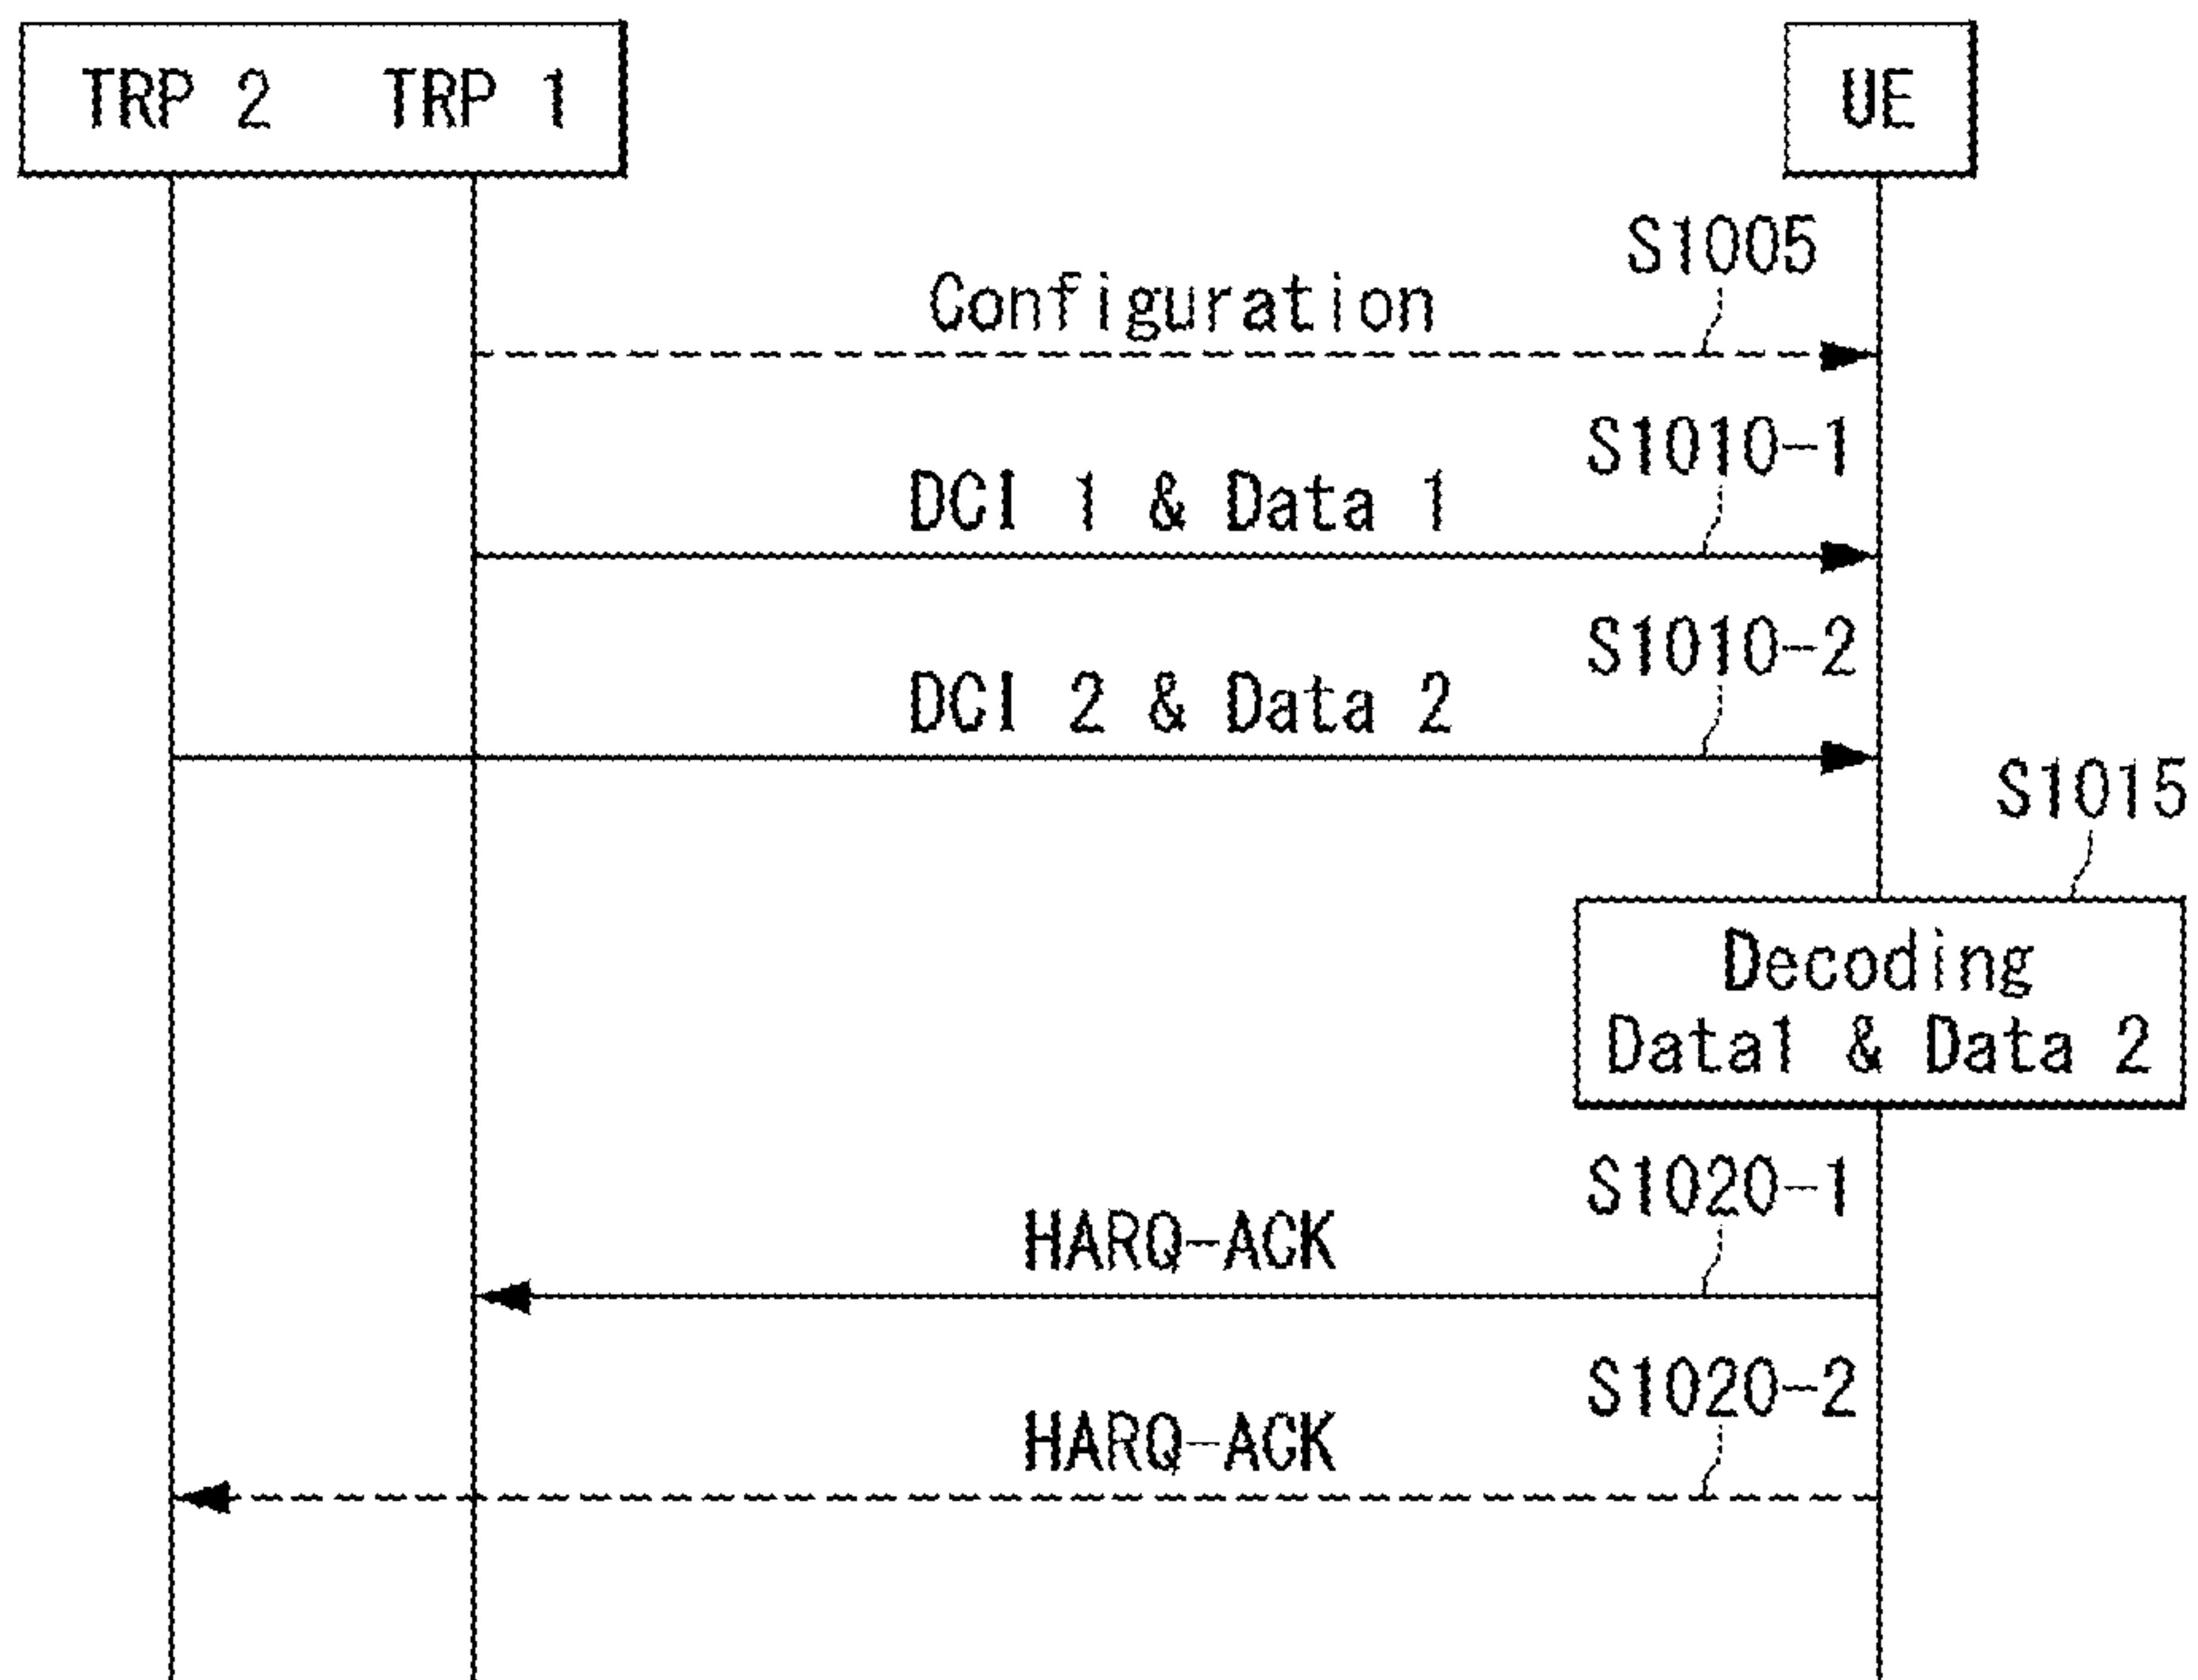 TRP 2 TRP 1
UE
S1005
Configuration
S1010-1
DCI 1 & Data 1
S1010-2
DCI 2 & Data 2
S1015
Decoding
Data1 & Data 2
S1020-1
HARQ-ACK
S1020-2
HARQ-ACK